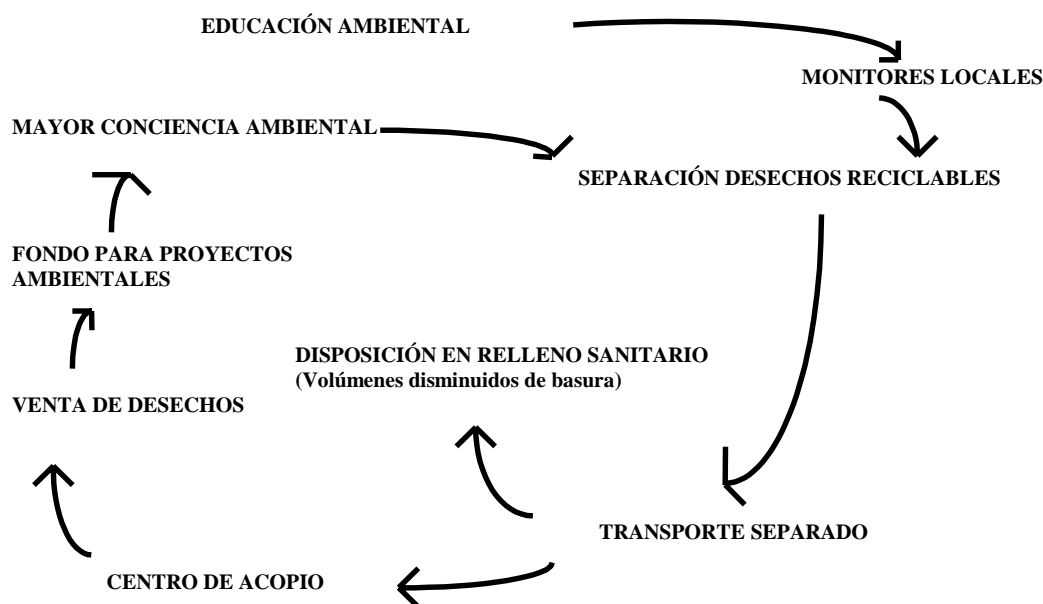 EDUCACIÓN AMBIENTAL
MONITORES LOCALES
MAYOR CONCIENCIA AMBIENTAL
SEPARACIÓN DESECHOS RECICLABLES
FONDO PARA PROYECTOS
AMBIENTALES
DISPOSICIÓN EN RELLENO SANITARIO
(Volúmenes disminuidos de basura)
VENTA DE DESECHOS
TRANSPORTE SEPARADO
CENTRO DE ACOPIO